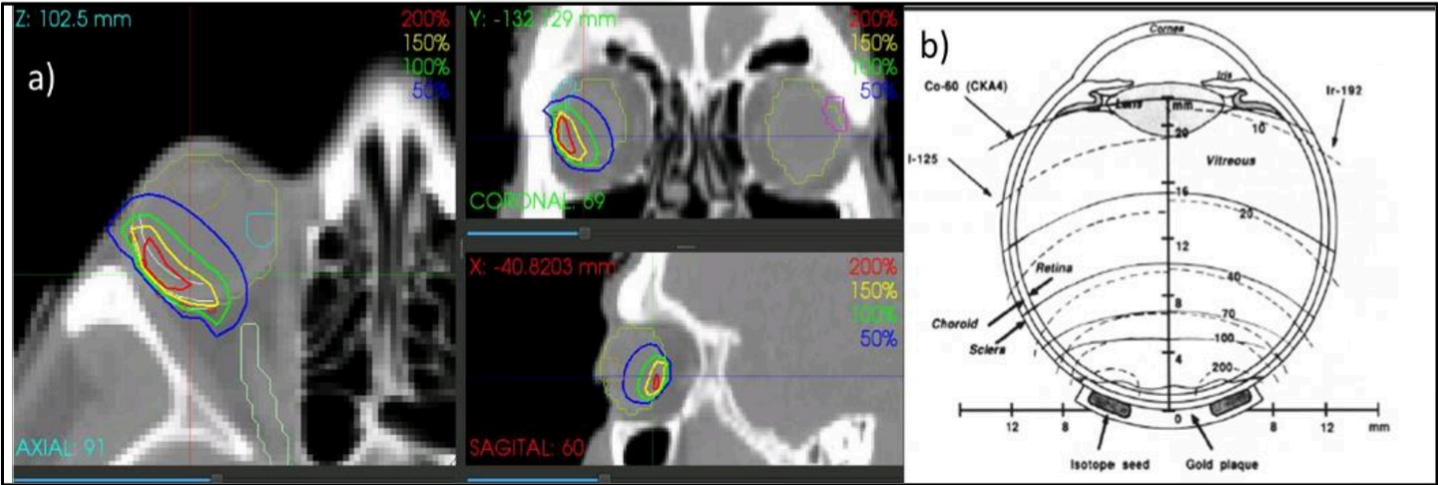 a)
Z: 102.5 mm
200%
150%
100%
50%
AXIAL: 91
Y: -132.129 mm
200%
150%
100%
50%
CORONAL: 69
X: -40.8203 mm
200%
150%
100%
50%
SAGITAL: 60
b)
Cornea
Iris
Co-60 (CKA4)
Lens
mm
Ir-192
20
10
I-125
Vitreous
16
20
12
Retina
40
8
Choroid
70
Sclera
100
4
200
0
12
8
8
12
mm
Isotope seed
Gold plaque